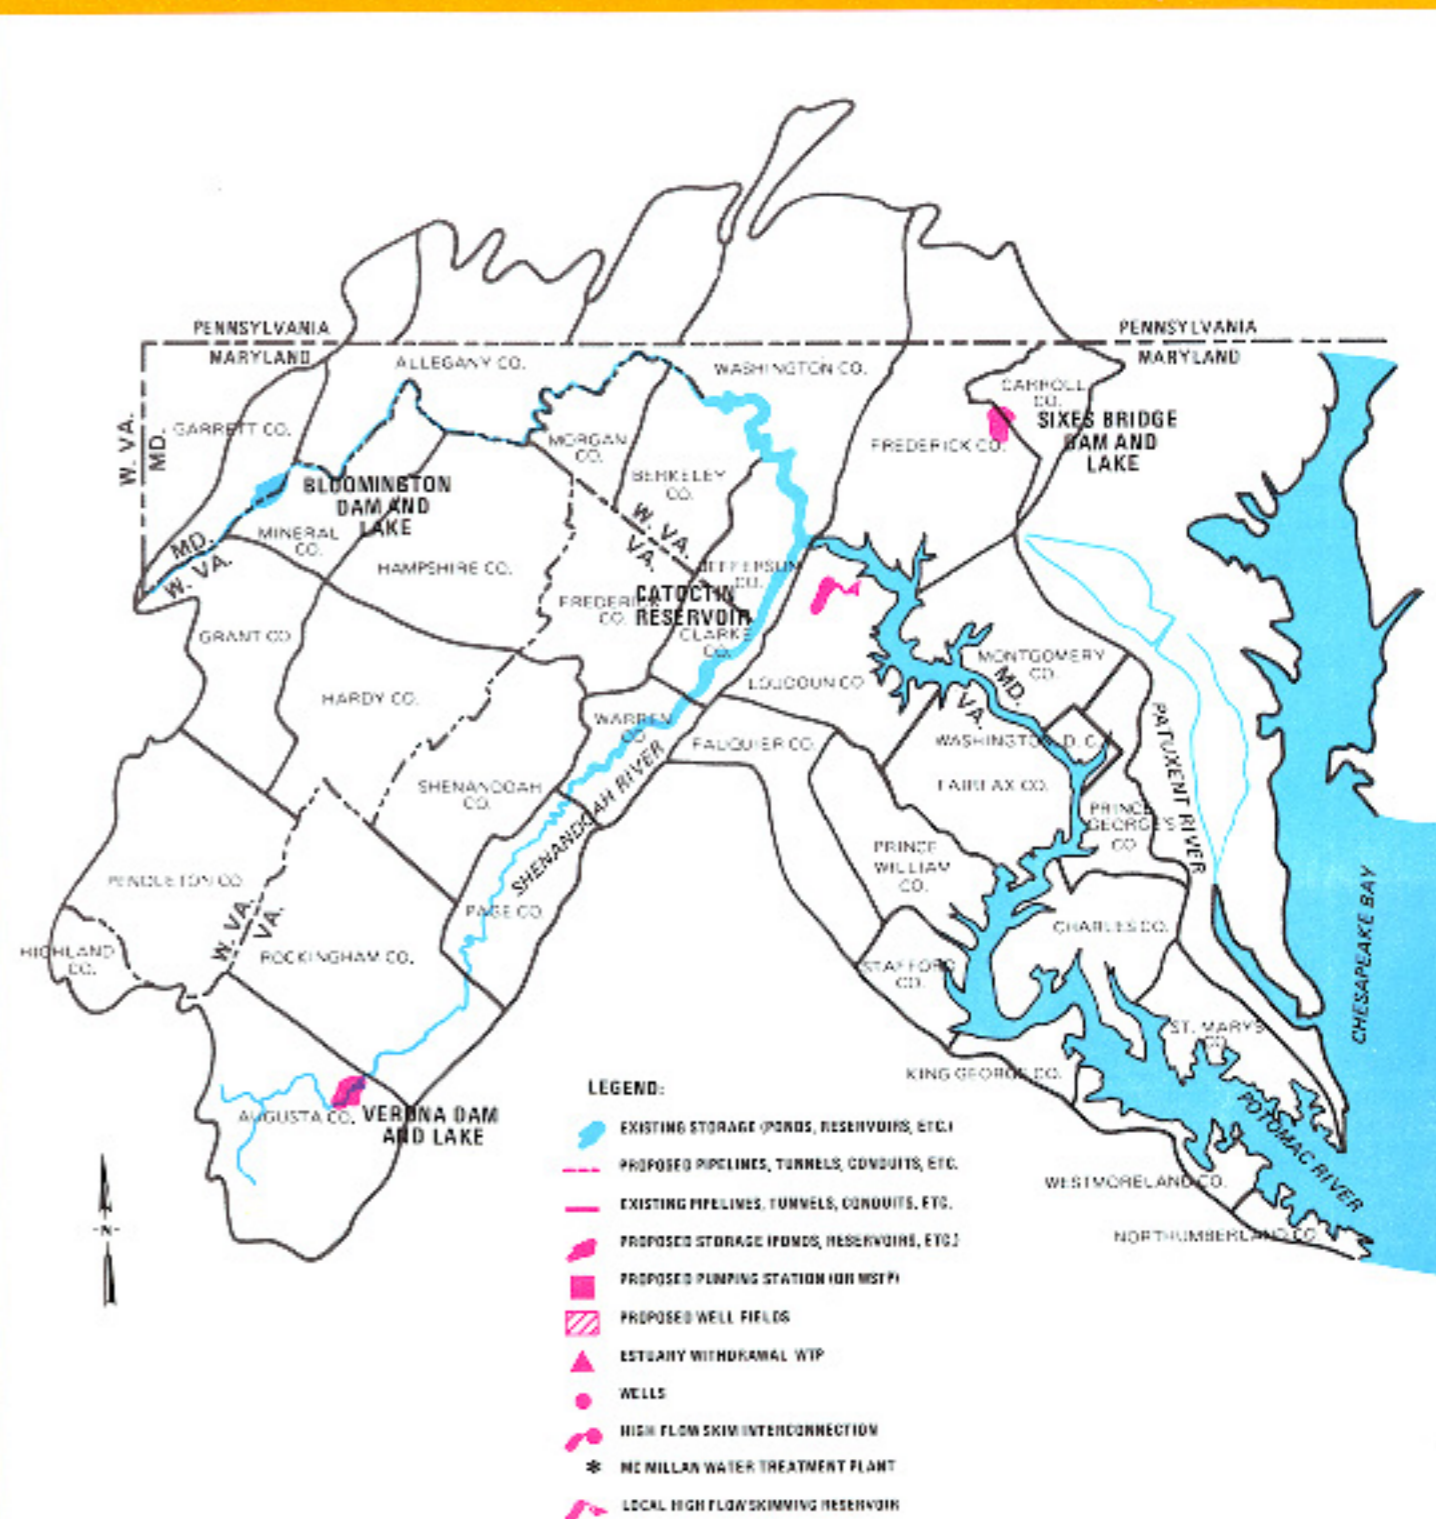 PENNSYLVANIA
MARYLAND
PENNSYLVANIA
MARYLAND
W. VA.
MD.
ALLEGANY CO.
WASHINGTON CO.
GARRETT CO.
CARROLL
CO.
SIXES BRIDGE
DAM AND
LAKE
FREDERICK CO.
MORGAN
CO.
BERKELEY
CO.
BLOOMINGTON
DAM AND
LAKE
MINERAL
CO.
MD.
W. VA.
W. VA.
VA.
HAMPSHIRE CO.
JEFFERSON
CO.
FREDERICK
CO.
CATOCTIN
RESERVOIR
CLARKE
CO.
GRANT CO.
HARDY CO.
LOUDOUN CO.
MONTGOMERY
CO.
MD.
VA.
WARREN
CO.
FAUQUIER CO.
WASHINGTON, D.C.
PATUXENT RIVER
SHENANDOAH
CO.
SHENANDOAH RIVER
FAIRFAX CO.
PRINCE
GEORGE'S
CO.
PRINCE
WILLIAM
CO.
PENDLETON CO.
PAGE CO.
W. VA.
VA.
HIGHLAND
CO.
ROCKINGHAM CO.
CHARLES CO.
STAFFORD
CO.
CHESAPEAKE BAY
ST. MARY'S
CO.
KING GEORGE CO.
AUGUSTA CO.
VERONA DAM
AND LAKE
POTOMAC RIVER
WESTMORELAND CO.
NORTHUMBERLAND CO.
-N-
LEGEND:
EXISTING STORAGE (PONDS, RESERVOIRS, ETC.)
PROPOSED PIPELINES, TUNNELS, CONDUITS, ETC.
EXISTING PIPELINES, TUNNELS, CONDUITS, ETC.
PROPOSED STORAGE (PONDS, RESERVOIRS, ETC.)
PROPOSED PUMPING STATION (OR WSTP)
PROPOSED WELL FIELDS
ESTUARY WITHDRAWAL WTP
WELLS
HIGH FLOW SKIM INTERCONNECTION
* MC MILLAN WATER TREATMENT PLANT
LOCAL HIGH FLOW SKIMMING RESERVOIR